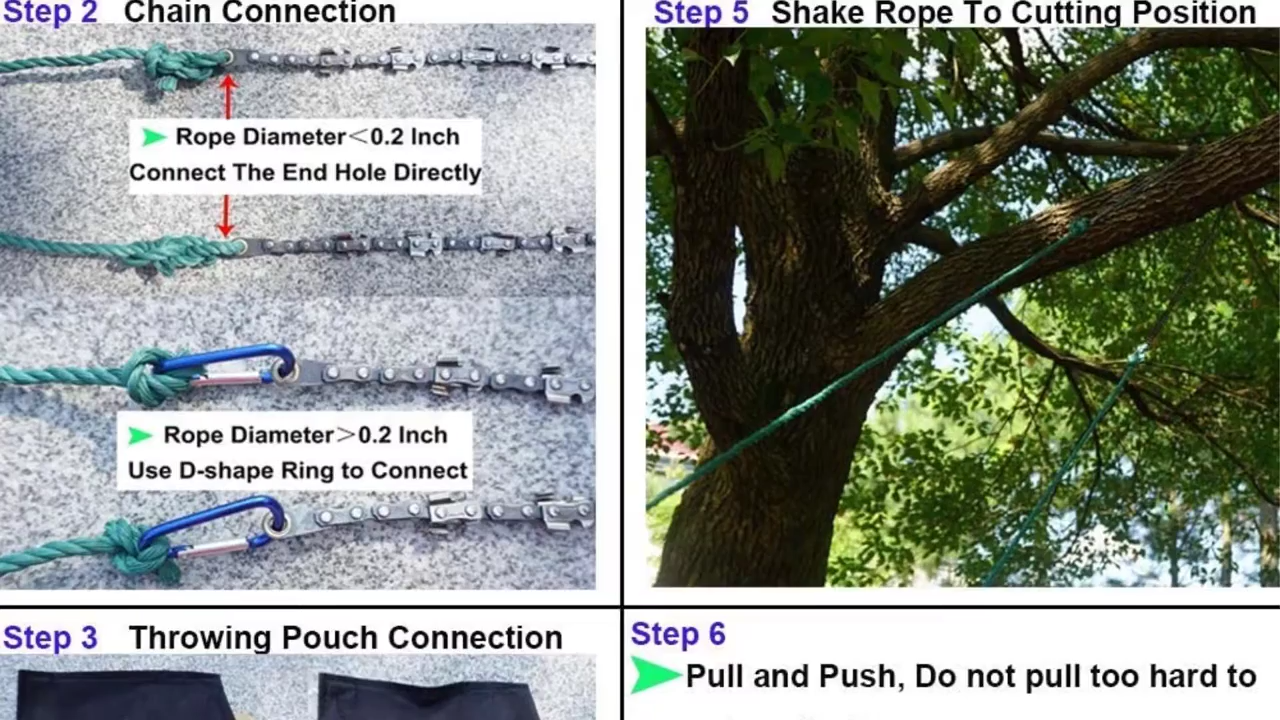 Step 2 Chain Connection
Rope Diameter<0.2 Inch
Connect The End Hole Directly
Rope Diameter>0.2 Inch
Use D-shape Ring to Connect
Step 3 Throwing Pouch Connection
Step 5 Shake Rope To Cutting Position
Step 6
Pull and Push, Do not pull too hard to